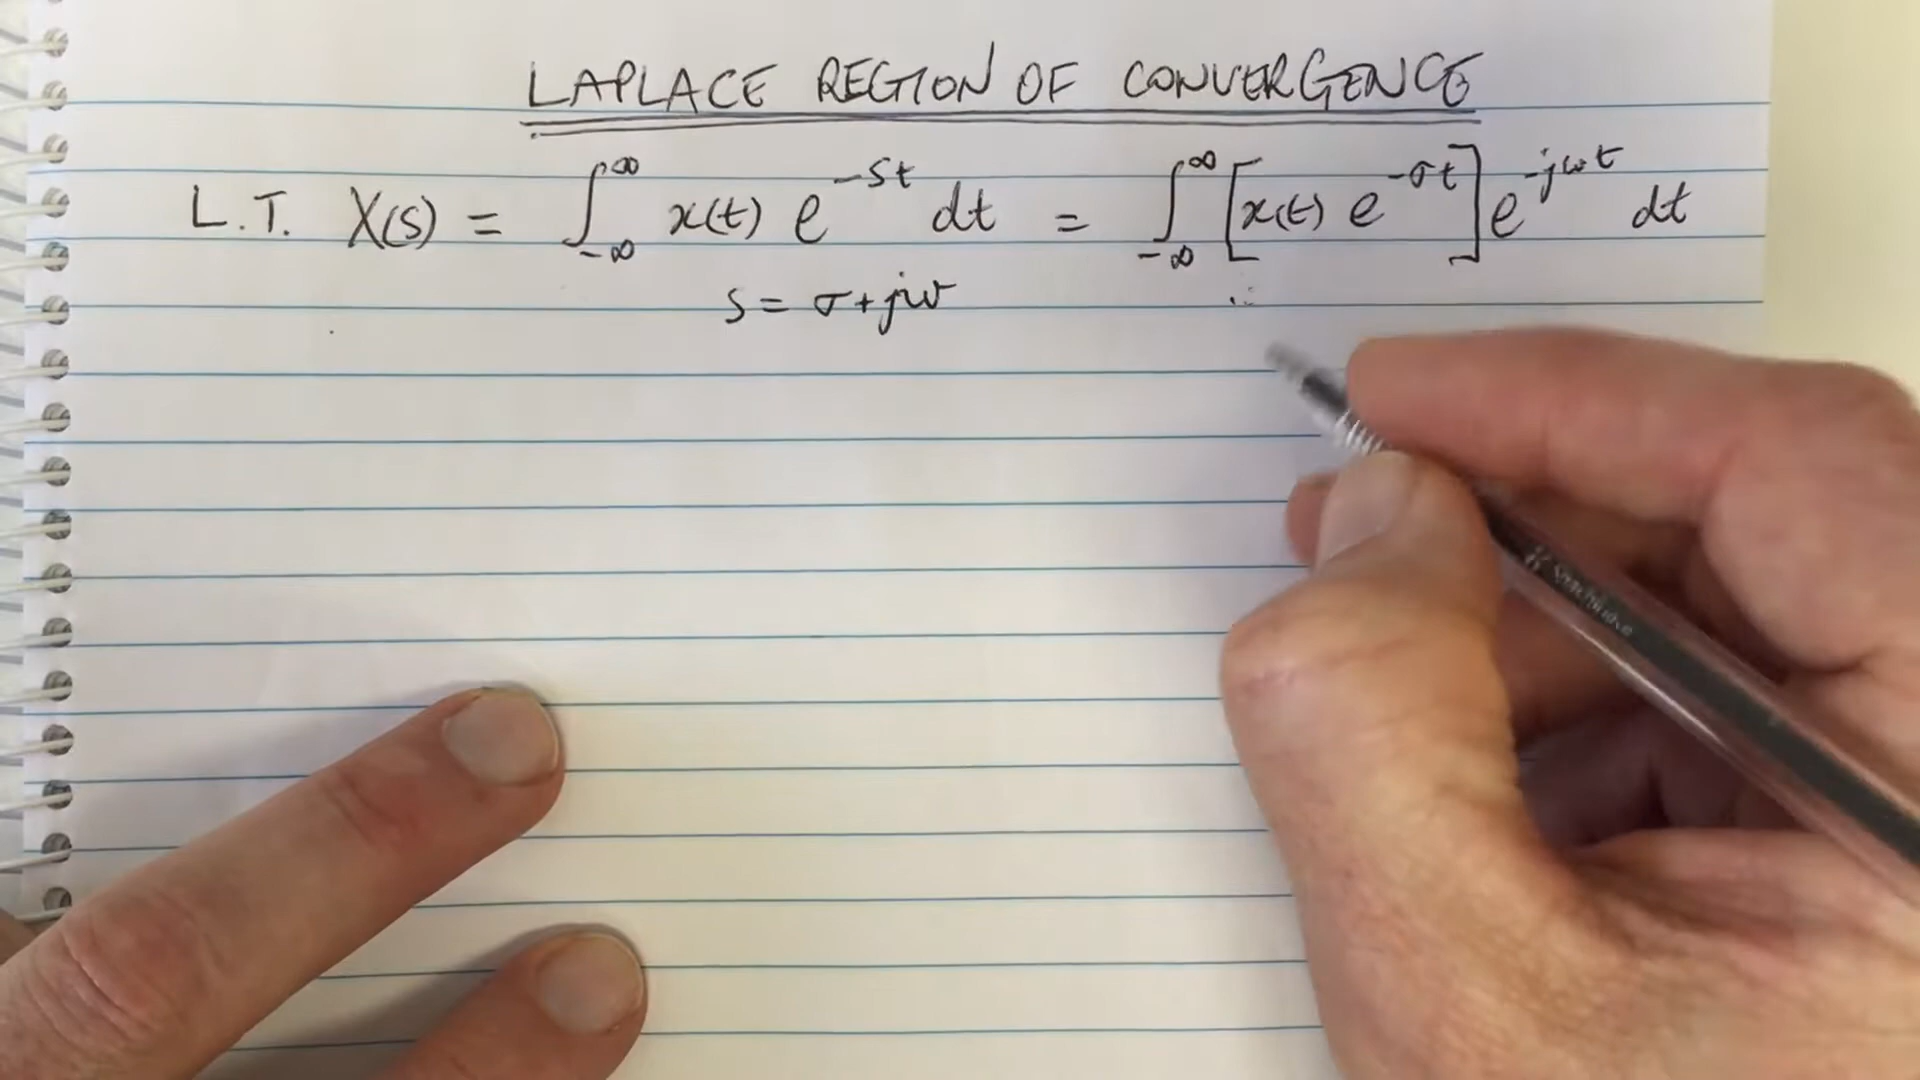 LAPLACE REGION OF CONVERGENCE
L.T. X(s) = ∫_{-∞}^{∞} x(t) e^{-st} dt = ∫_{-∞}^{∞} [x(t) e^{-σt}] e^{-jωt} dt
s = σ+jω